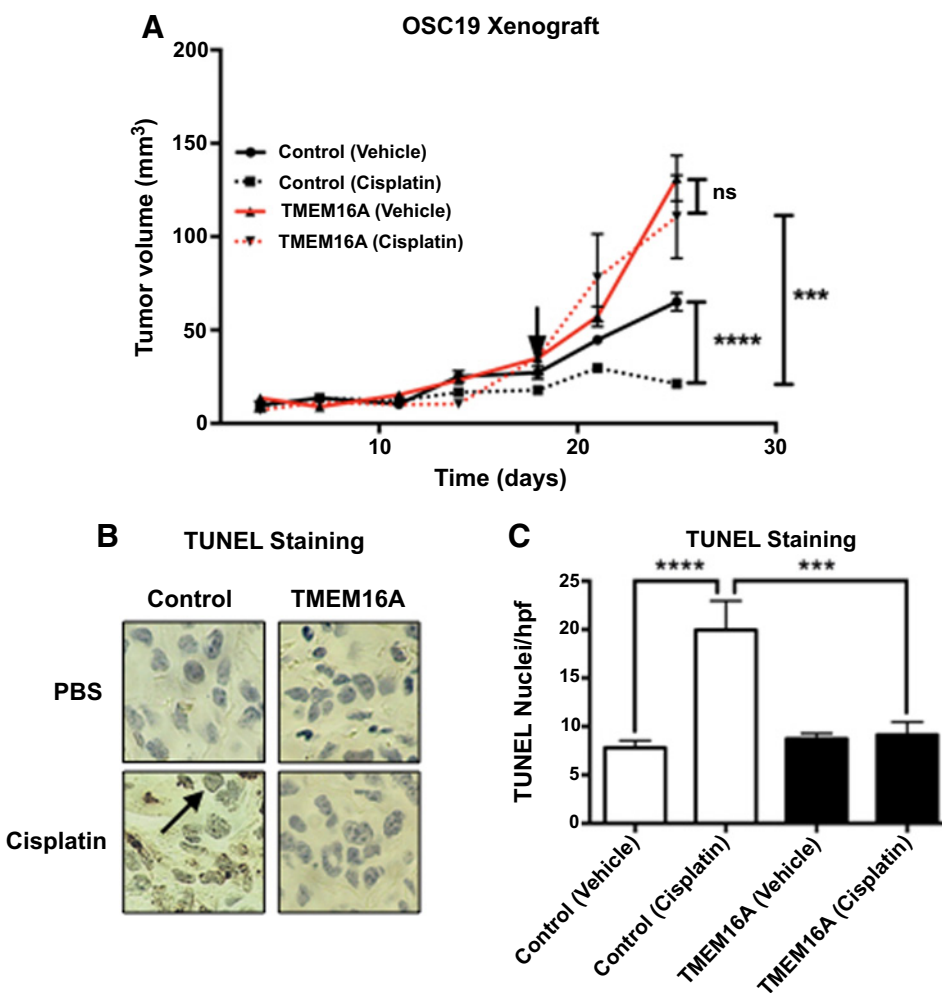 A
OSC19 Xenograft
Tumor volume (mm³)
200
150
100
50
0
Control (Vehicle)
Control (Cisplatin)
TMEM16A (Vehicle)
TMEM16A (Cisplatin)
ns
***
****
10
20
30
Time (days)
B
TUNEL Staining
Control
TMEM16A
PBS
Cisplatin
C
TUNEL Staining
****
***
TUNEL Nuclei/hpf
25
20
15
10
5
0
Control (Vehicle)
Control (Cisplatin)
TMEM16A (Vehicle)
TMEM16A (Cisplatin)